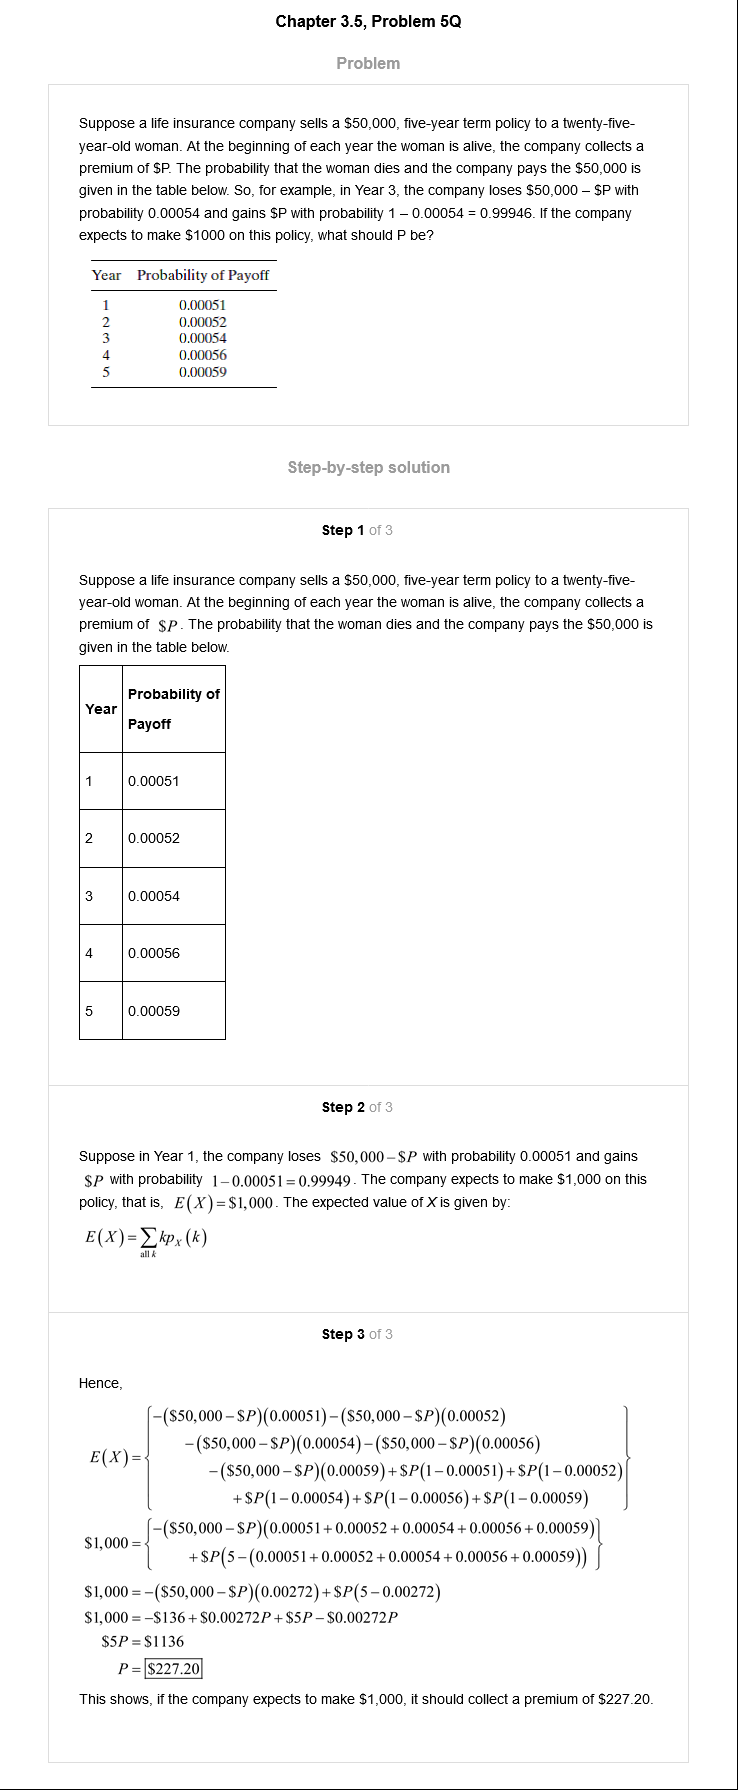 Chapter 3.5, Problem 5Q
Problem
Suppose a life insurance company sells a $50,000, five-year term policy to a twenty-five-
year-old woman. At the beginning of each year the woman is alive, the company collects a
premium of $P. The probability that the woman dies and the company pays the $50,000 is
given in the table below. So, for example, in Year 3, the company loses $50,000 – $P with
probability 0.00054 and gains $P with probability 1 – 0.00054 = 0.99946. If the company
expects to make $1000 on this policy, what should P be?
Year Probability of Payoff
1 0.00051
2 0.00052
3 0.00054
4 0.00056
5 0.00059
Step-by-step solution
Step 1 of 3
Suppose a life insurance company sells a $50,000, five-year term policy to a twenty-five-
year-old woman. At the beginning of each year the woman is alive, the company collects a
premium of $P. The probability that the woman dies and the company pays the $50,000 is
given in the table below.
Year Probability of
Payoff
1 0.00051
2 0.00052
3 0.00054
4 0.00056
5 0.00059
Step 2 of 3
Suppose in Year 1, the company loses $50,000–$P with probability 0.00051 and gains
$P with probability 1–0.00051=0.99949. The company expects to make $1,000 on this
policy, that is, E(X)=$1,000. The expected value of X is given by:
E(X)=∑kpX(k)
all k
Step 3 of 3
Hence,
–($50,000–$P)(0.00051)–($50,000–$P)(0.00052)
–($50,000–$P)(0.00054)–($50,000–$P)(0.00056)
E(X)=
–($50,000–$P)(0.00059)+$P(1–0.00051)+$P(1–0.00052)
+$P(1–0.00054)+$P(1–0.00056)+$P(1–0.00059)
–($50,000–$P)(0.00051+0.00052+0.00054+0.00056+0.00059)
$1,000=
+$P(5–(0.00051+0.00052+0.00054+0.00056+0.00059))
$1,000=–($50,000–$P)(0.00272)+$P(5–0.00272)
$1,000=–$136+$0.00272P+$5P–$0.00272P
$5P=$1136
P=$227.20
This shows, if the company expects to make $1,000, it should collect a premium of $227.20.